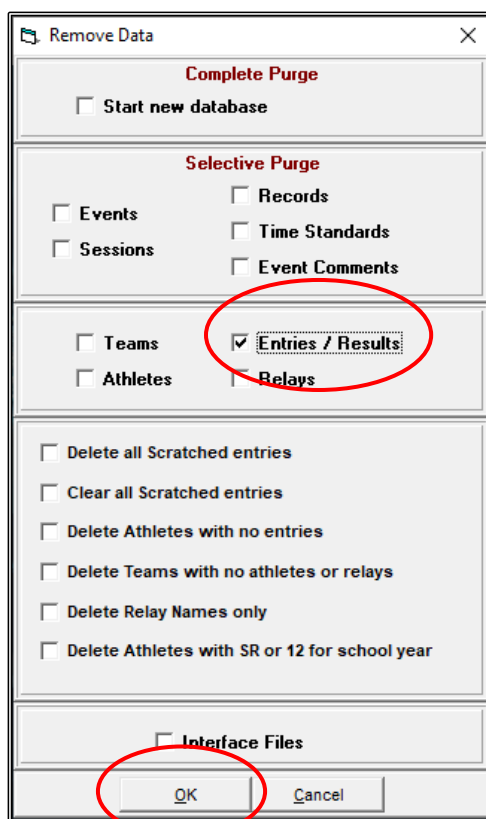 Remove Data
Complete Purge
Start new database
Selective Purge
Events
Sessions
Records
Time Standards
Event Comments
Teams
Athletes
Entries / Results
Relays
Delete all Scratched entries
Clear all Scratched entries
Delete Athletes with no entries
Delete Teams with no athletes or relays
Delete Relay Names only
Delete Athletes with SR or 12 for school year
Interface Files
OK
Cancel